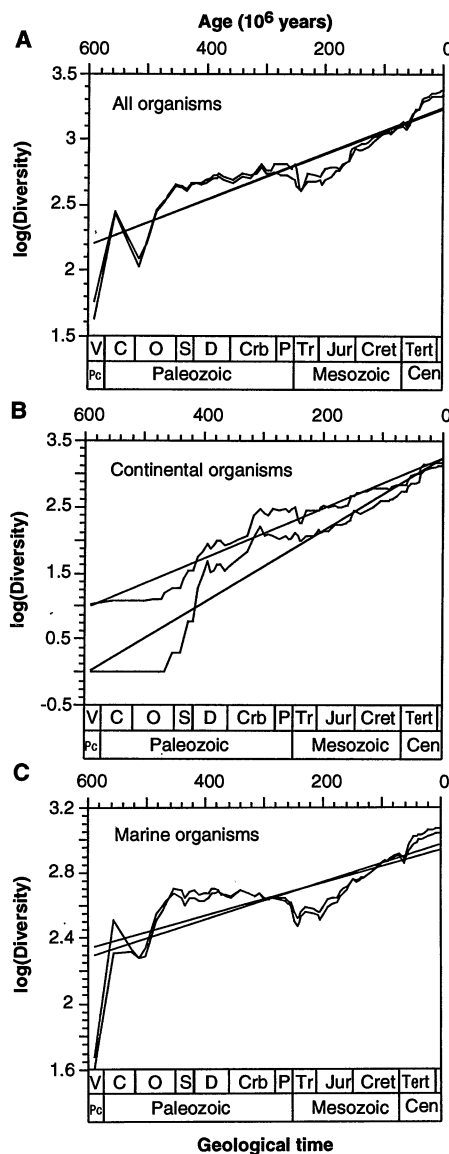 Age (10⁶ years)
A
600 400 200 0
3.5
All organisms
3
log(Diversity)
2.5
2
1.5
V C O S D Crb P Tr Jur Cret Tert
Pc Paleozoic Mesozoic Cen
B
600 400 200 0
3.5
Continental organisms
2.5
log(Diversity)
1.5
0.5
-0.5
V C O S D Crb P Tr Jur Cret Tert
Pc Paleozoic Mesozoic Cen
C
600 400 200 0
3.2
Marine organisms
2.8
log(Diversity)
2.4
2
1.6
V C O S D Crb P Tr Jur Cret Tert
Pc Paleozoic Mesozoic Cen
Geological time